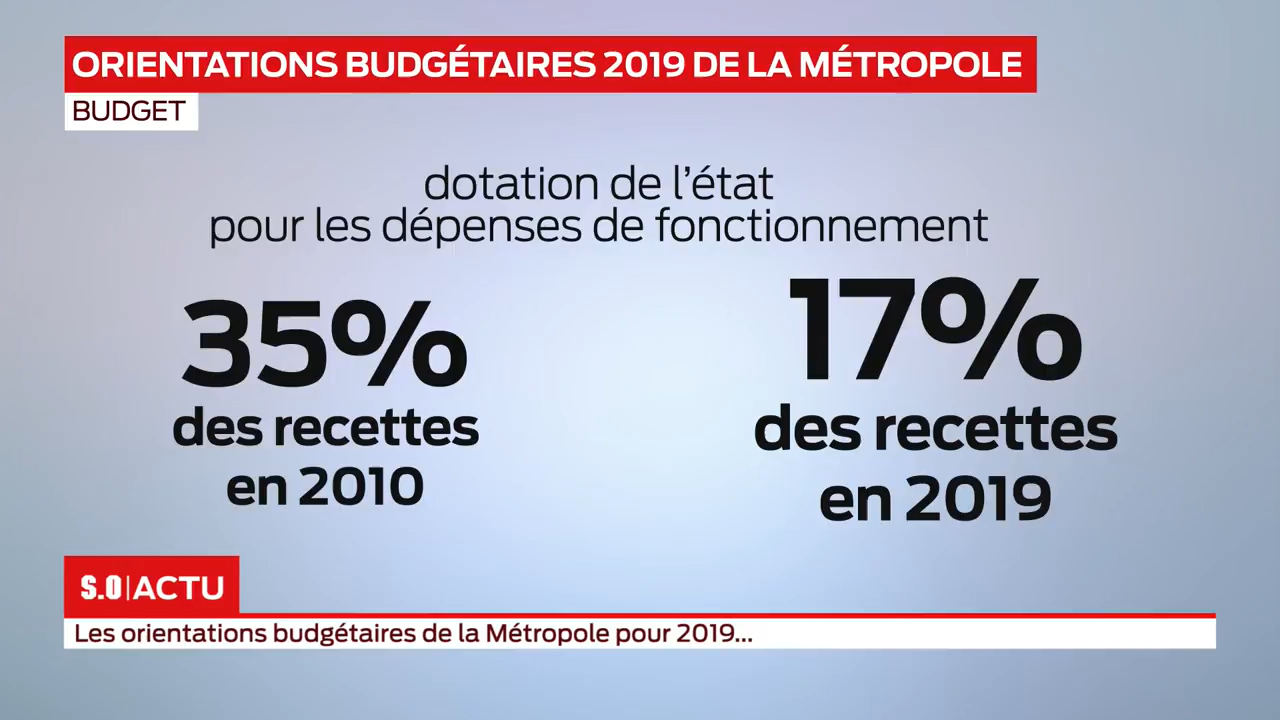 ORIENTATIONS BUDGÉTAIRES 2019 DE LA MÉTROPOLE
BUDGET
dotation de l'état
pour les dépenses de fonctionnement
35%
des recettes
en 2010
17%
des recettes
en 2019
S.O|ACTU
Les orientations budgétaires de la Métropole pour 2019...